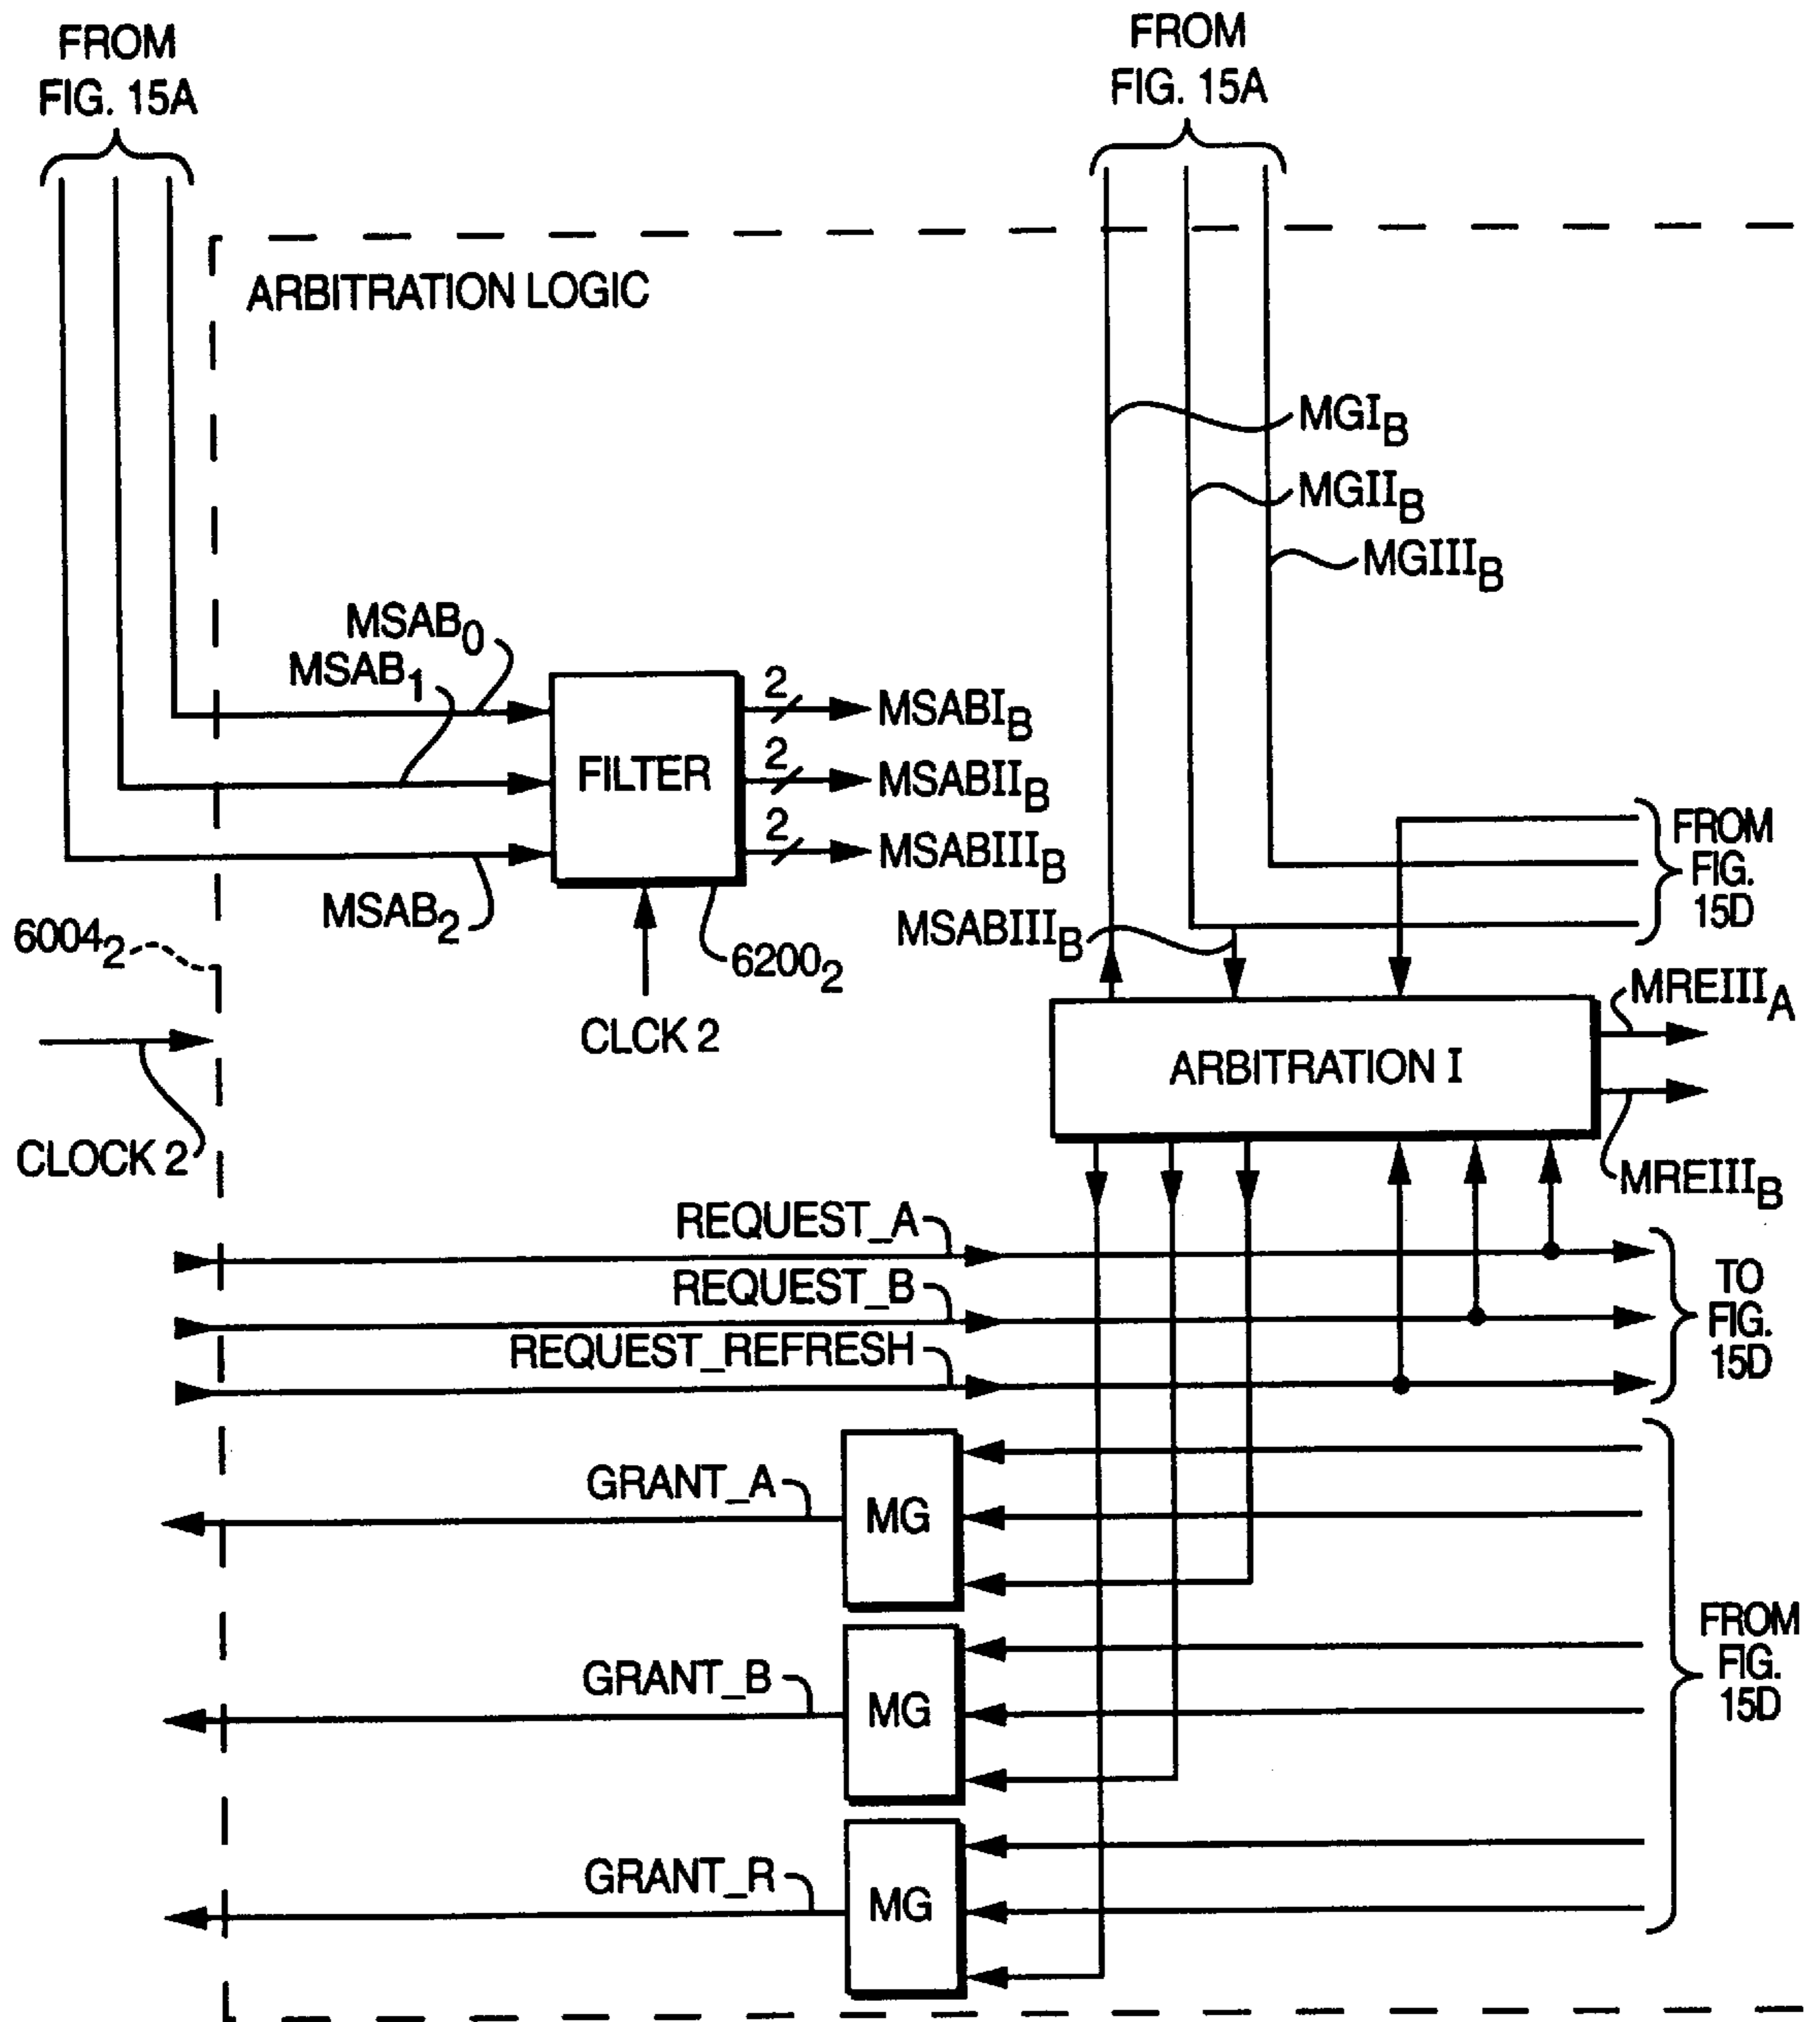 FROM
FIG. 15A
FROM
FIG. 15A
ARBITRATION LOGIC
MGI_B
MGII_B
MGIII_B
MSAB_0
MSAB_1
MSAB_2
FILTER
2
MSABI_B
2
MSABII_B
2
MSABIII_B
6200_2
CLCK 2
6004_2
CLOCK 2
FROM
FIG.
15D
MSABIII_B
ARBITRATION I
MREIII_A
MREIII_B
REQUEST_A
REQUEST_B
REQUEST_REFRESH
TO
FIG.
15D
GRANT_A
MG
GRANT_B
MG
GRANT_R
MG
FROM
FIG.
15D